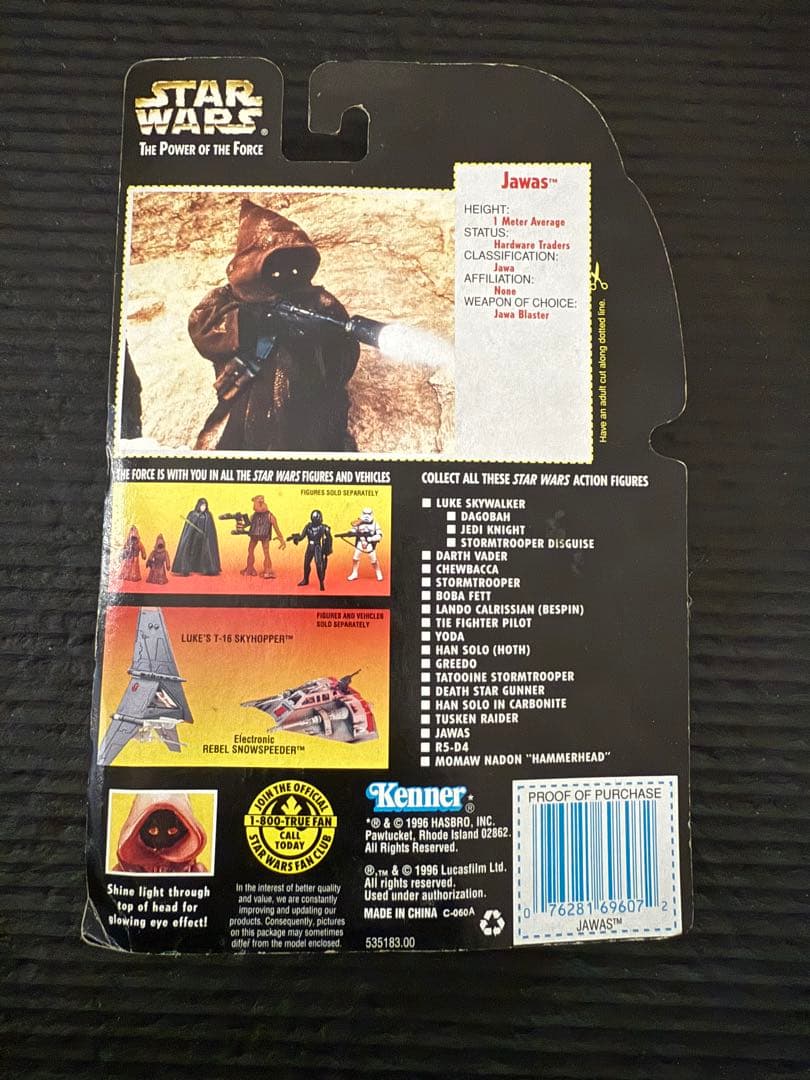 STAR
WARS®
THE POWER OF THE FORCE
Jawas™
HEIGHT:
1 Meter Average
STATUS:
Hardware Traders
CLASSIFICATION:
Jawa
AFFILIATION:
None
WEAPON OF CHOICE:
Jawa Blaster
Have an adult cut along dotted line.
THE FORCE IS WITH YOU IN ALL THE STAR WARS FIGURES AND VEHICLES
FIGURES SOLD SEPARATELY
FIGURES AND VEHICLES
SOLD SEPARATELY
LUKE'S T-16 SKYHOPPER™
Electronic
REBEL SNOWSPEEDER™
COLLECT ALL THESE STAR WARS ACTION FIGURES
■ LUKE SKYWALKER
■ DAGOBAH
■ JEDI KNIGHT
■ STORMTROOPER DISGUISE
■ DARTH VADER
■ CHEWBACCA
■ STORMTROOPER
■ BOBA FETT
■ LANDO CALRISSIAN (BESPIN)
■ TIE FIGHTER PILOT
■ YODA
■ HAN SOLO (HOTH)
■ GREEDO
■ TATOOINE STORMTROOPER
■ DEATH STAR GUNNER
■ HAN SOLO IN CARBONITE
■ TUSKEN RAIDER
■ JAWAS
■ R5-D4
■ MOMAW NADON "HAMMERHEAD"
Shine light through
top of head for
glowing eye effect!
JOIN THE OFFICIAL
1-800-TRUE FAN
CALL
TODAY
STAR WARS FAN CLUB
In the interest of better quality
and value, we are constantly
improving and updating our
products. Consequently, pictures
on this package may sometimes
differ from the model enclosed.
Kenner®
*® & © 1996 HASBRO, INC.
Pawtucket, Rhode Island 02862.
All Rights Reserved.
®,™ & © 1996 Lucasfilm Ltd.
All rights reserved.
Used under authorization.
MADE IN CHINA C-060A
535183.00
PROOF OF PURCHASE
0 76281 69607 2
JAWAS™